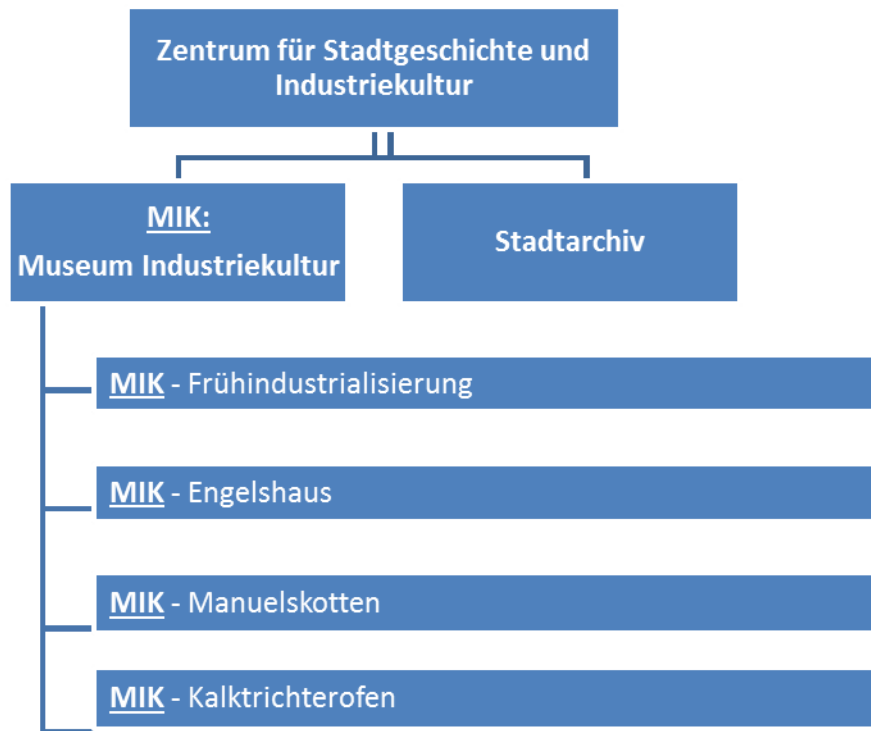 Zentrum für Stadtgeschichte und
Industriekultur
MIK:
Museum Industriekultur
Stadtarchiv
MIK - Frühindustrialisierung
MIK - Engelshaus
MIK - Manuelskotten
MIK - Kalktrichterofen